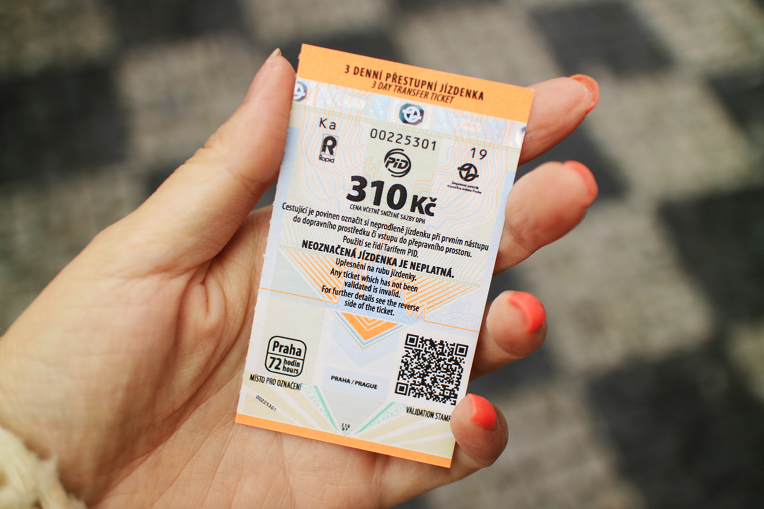 3 DENNÍ PŘESTUPNÍ JÍZDENKA
3 DAY TRANSFER TICKET
Ka
00225301
19
Ropid
PiD
310 Kč
CENA VČETNĚ SNÍŽENÉ SAZBY DPH
Cestující je povinen označit si neprodleně jízdenku při prvním nástupu
do dopravního prostředku či vstupu do přepravního prostoru.
Použití se řídí Tarifem PID.
NEOZNAČENÁ JÍZDENKA JE NEPLATNÁ.
Upřesnění na rubu jízdenky.
Any ticket which has not been
validated is invalid.
For further details see the reverse
side of the ticket.
Praha
72 hodin
hours
MÍSTO PRO OZNAČENÍ
PRAHA / PRAGUE
VALIDATION STAMP
00225301